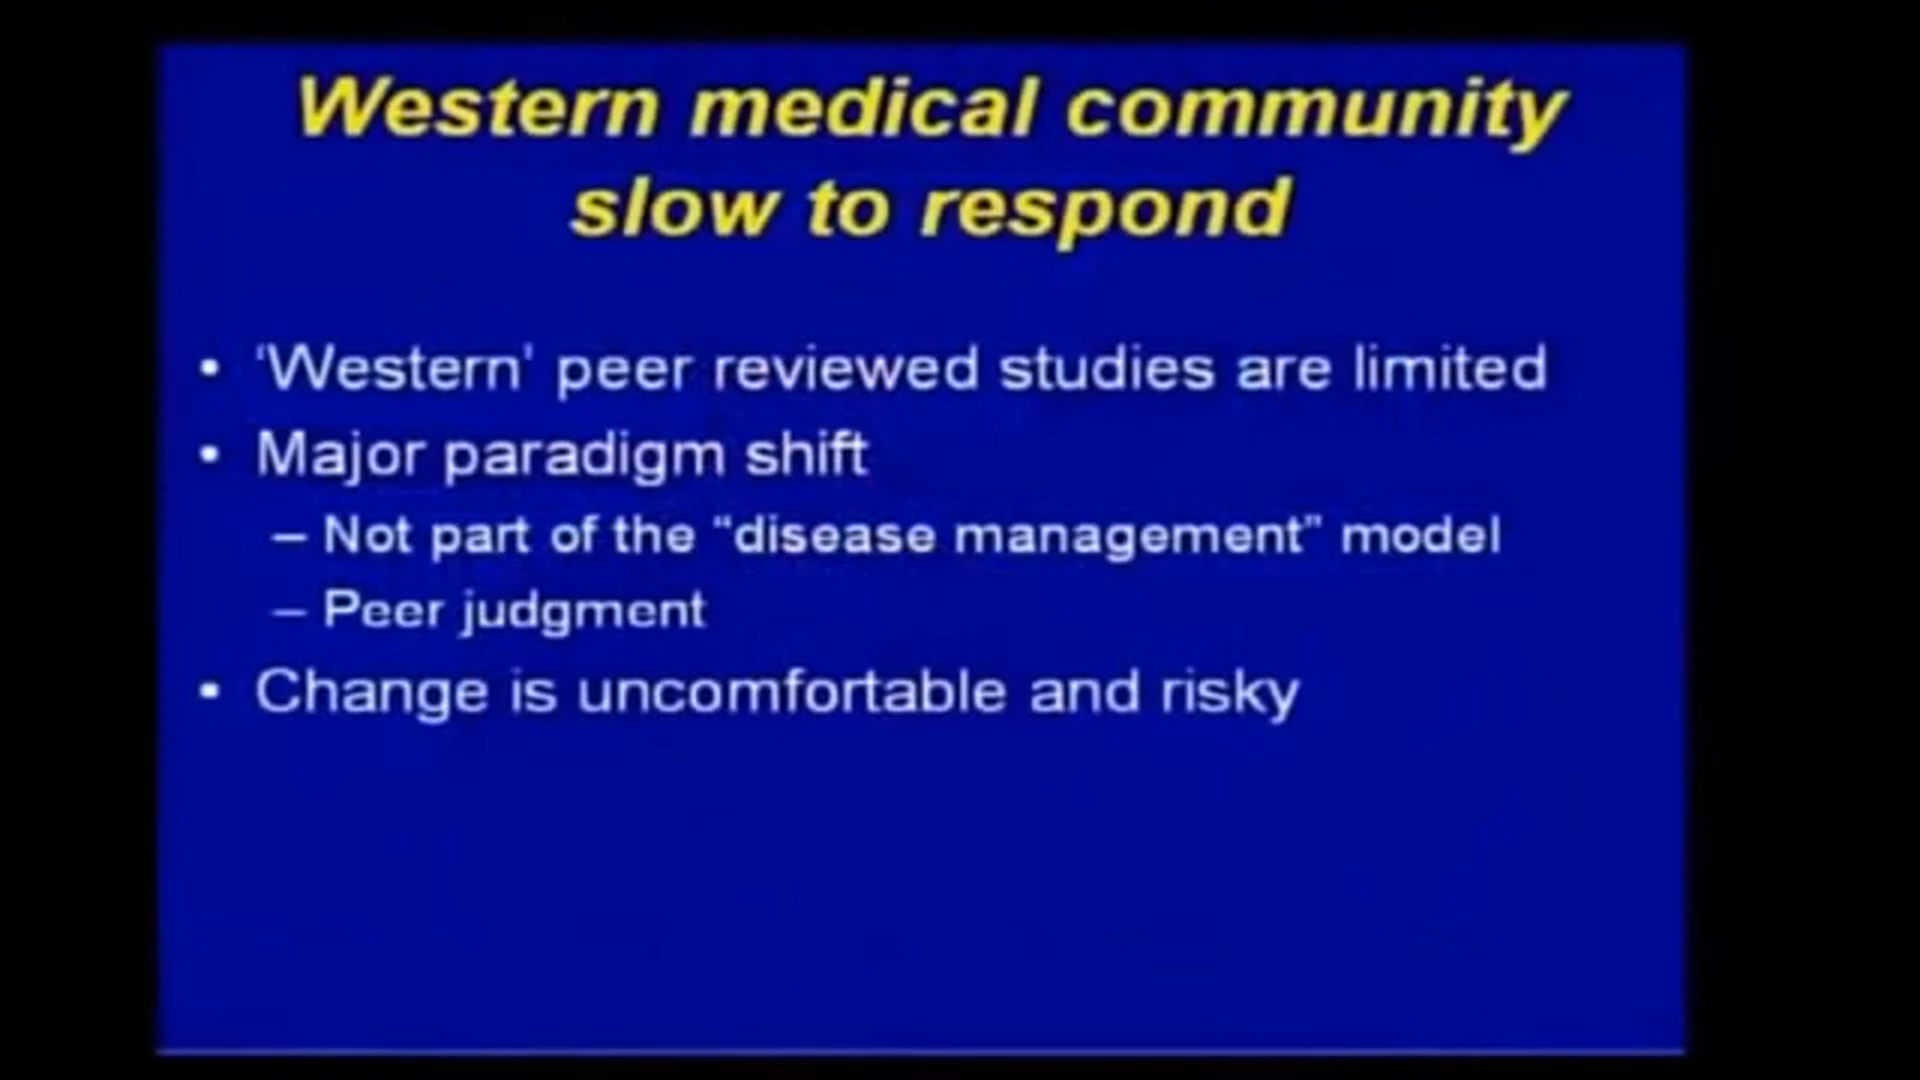 Western medical community
slow to respond
• ‘Western’ peer reviewed studies are limited
• Major paradigm shift
– Not part of the “disease management” model
– Peer judgment
• Change is uncomfortable and risky